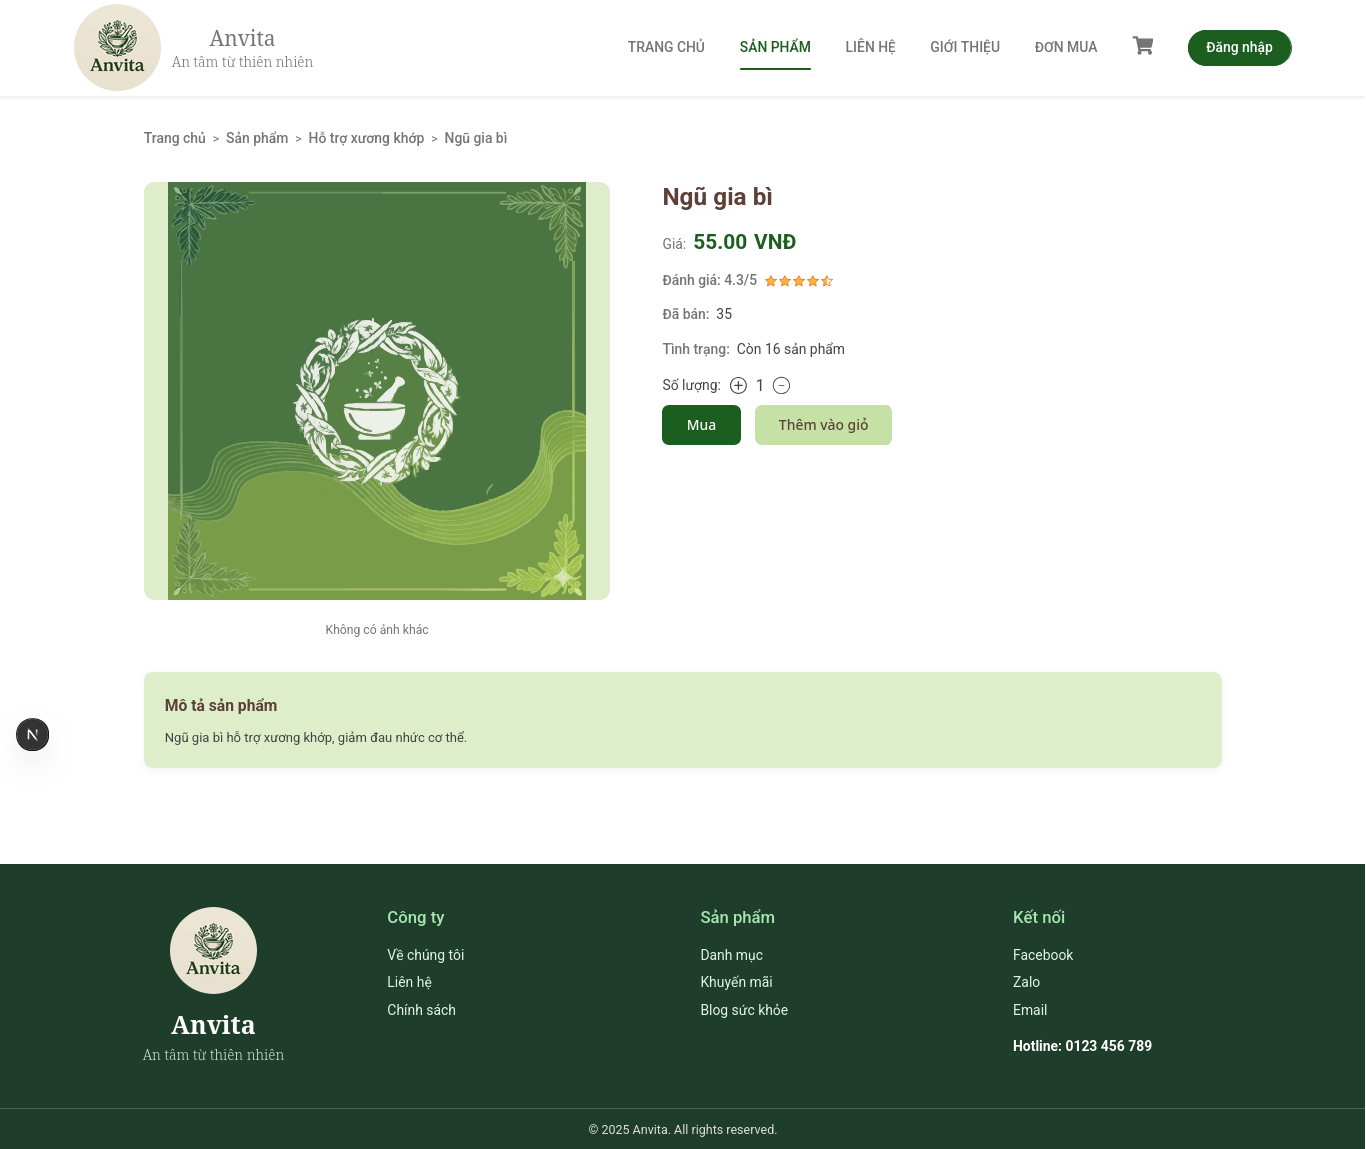 Anvita
Anvita
An tâm từ thiên nhiên
TRANG CHỦ
SẢN PHẨM
LIÊN HỆ
GIỚI THIỆU
ĐƠN MUA
Đăng nhập
Trang chủ > Sản phẩm > Hỗ trợ xương khớp > Ngũ gia bì
Ngũ gia bì
Giá: 55.00 VNĐ
Đánh giá: 4.3/5
Đã bán: 35
Tình trạng: Còn 16 sản phẩm
Số lượng: 1
Mua
Thêm vào giỏ
Không có ảnh khác
Mô tả sản phẩm
Ngũ gia bì hỗ trợ xương khớp, giảm đau nhức cơ thể.
N
Anvita
Anvita
An tâm từ thiên nhiên
Công ty
Về chúng tôi
Liên hệ
Chính sách
Sản phẩm
Danh mục
Khuyến mãi
Blog sức khỏe
Kết nối
Facebook
Zalo
Email
Hotline: 0123 456 789
© 2025 Anvita. All rights reserved.